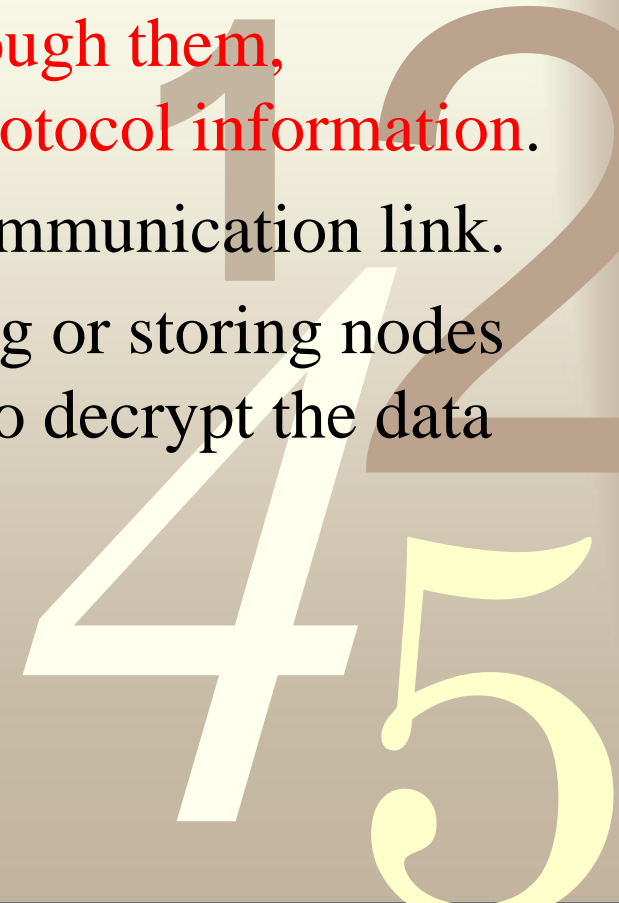 ough them,
otocol information.
mmunication link.
g or storing nodes
o decrypt the data
1
2
4
5